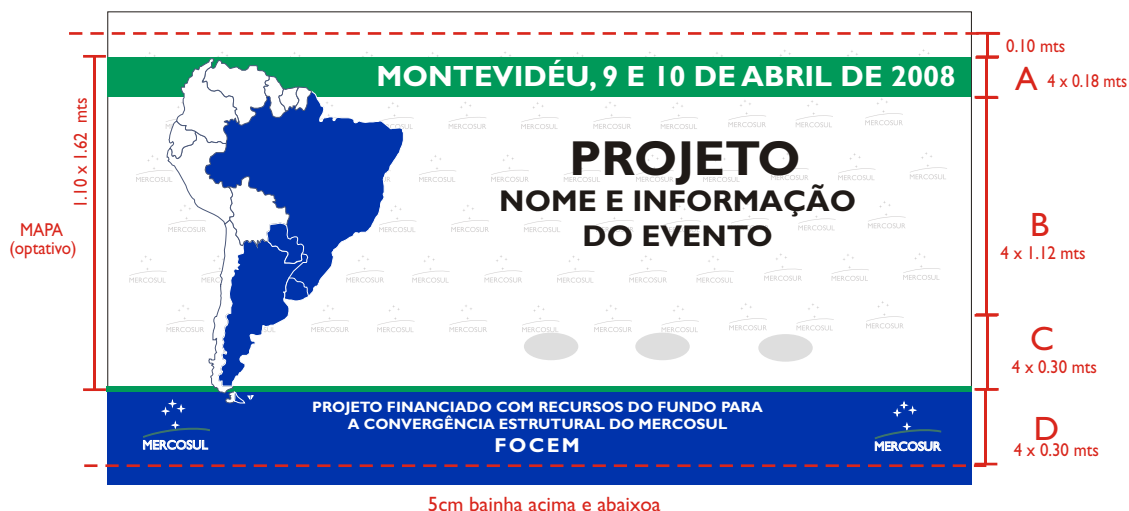 0.10 mts
MONTEVIDÉU, 9 E 10 DE ABRIL DE 2008
A 4 x 0.18 mts
1.10 x 1.62 mts
MAPA
(optativo)
PROJETO
NOME E INFORMAÇÃO
DO EVENTO
B
4 x 1.12 mts
C
4 x 0.30 mts
MERCOSUL
PROJETO FINANCIADO COM RECURSOS DO FUNDO PARA
A CONVERGÊNCIA ESTRUTURAL DO MERCOSUL
FOCEM
MERCOSUR
D
4 x 0.30 mts
5cm bainha acima e abaixoa